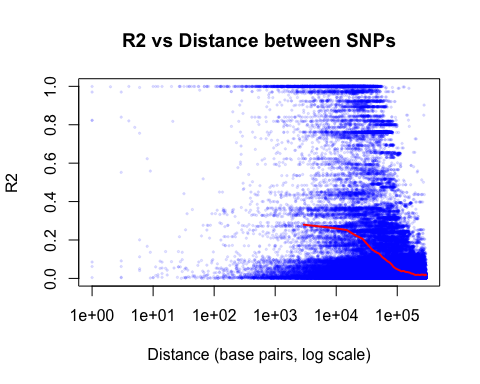 R2 vs Distance between SNPs
R2
1.0
0.8
0.6
0.4
0.2
0.0
1e+00 1e+01 1e+02 1e+03 1e+04 1e+05
Distance (base pairs, log scale)